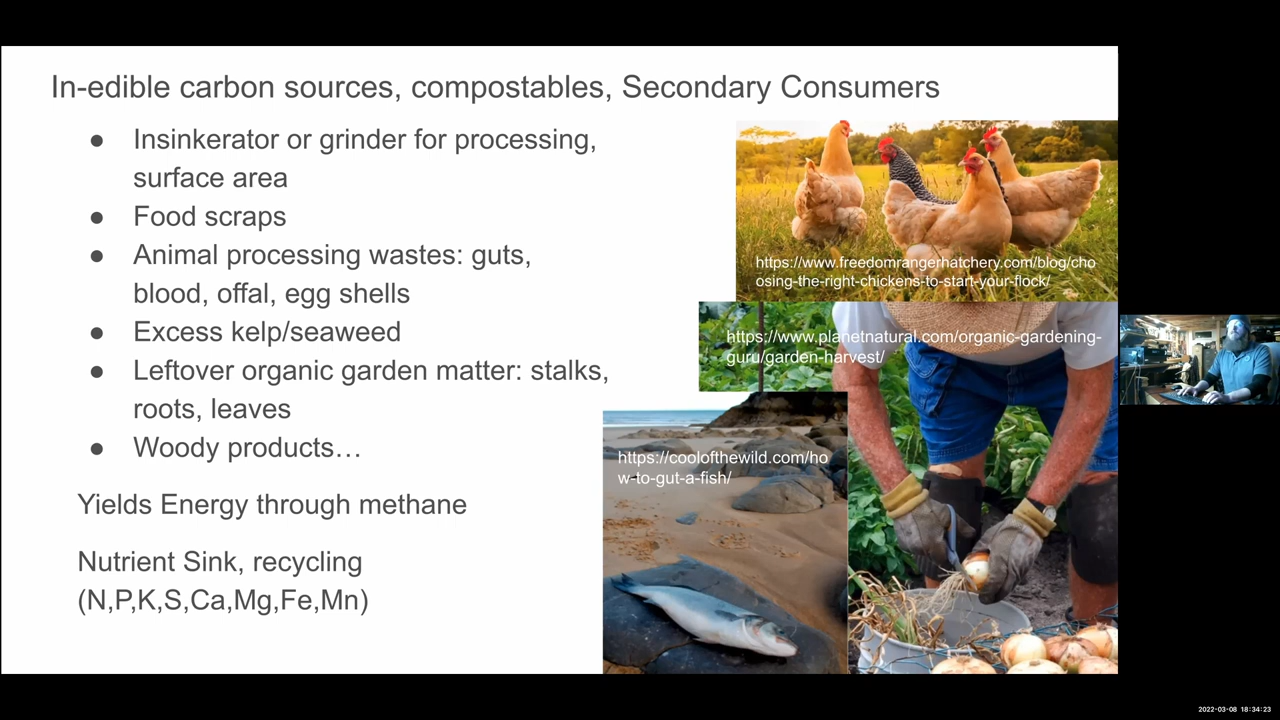 In-edible carbon sources, compostables, Secondary Consumers
● Insinkerator or grinder for processing,
surface area
● Food scraps
● Animal processing wastes: guts,
blood, offal, egg shells
● Excess kelp/seaweed
● Leftover organic garden matter: stalks,
roots, leaves
● Woody products…
Yields Energy through methane
Nutrient Sink, recycling
(N,P,K,S,Ca,Mg,Fe,Mn)
https://www.freedomrangerhatchery.com/blog/cho
osing-the-right-chickens-to-start-your-flock/
https://www.planetnatural.com/organic-gardening-
guru/garden-harvest/
https://coolofthewild.com/ho
w-to-gut-a-fish/
2022-03-08 18:34:23